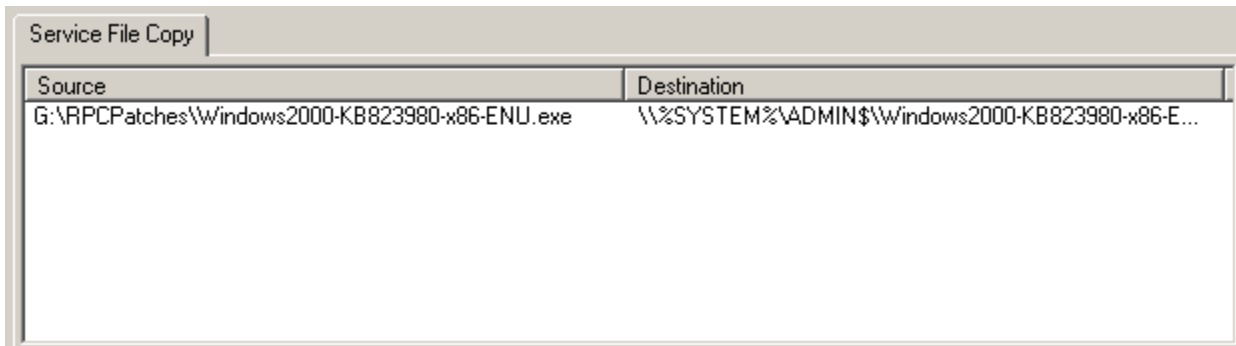 Service File Copy
Source Destination
G:\RPCPatches\Windows2000-KB823980-x86-ENU.exe \\%SYSTEM%\ADMIN$\Windows2000-KB823980-x86-E...